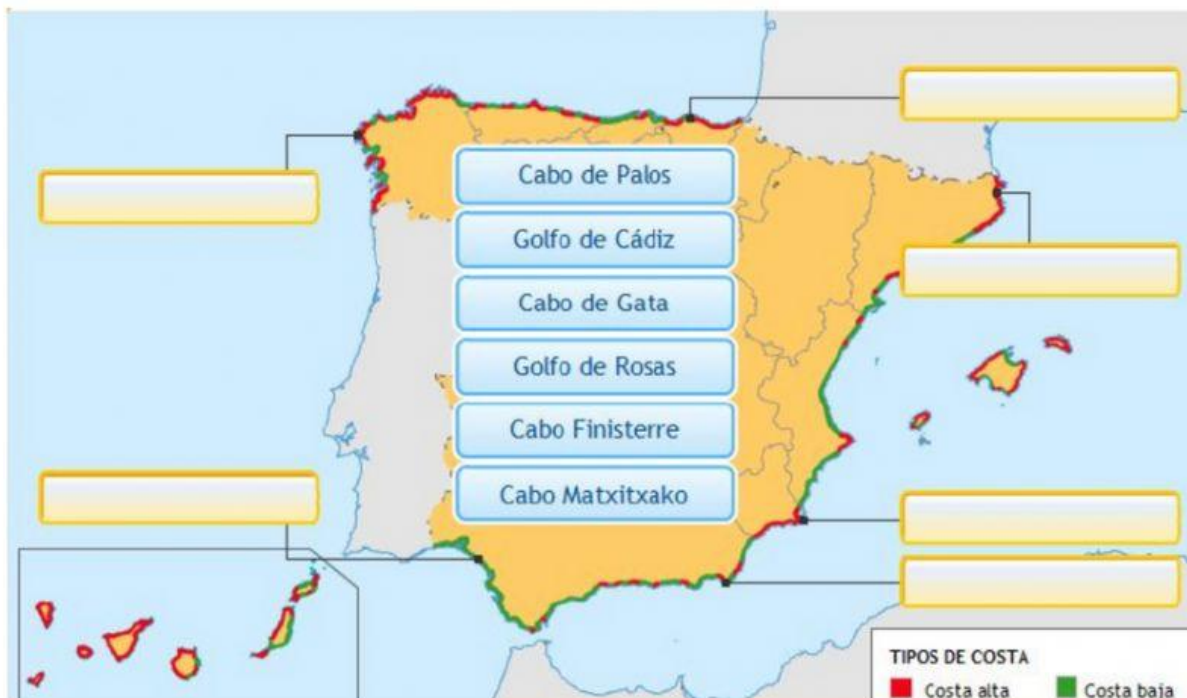 Cabo de Palos
Golfo de Cádiz
Cabo de Gata
Golfo de Rosas
Cabo Finisterre
Cabo Matxitxako
TIPOS DE COSTA
Costa alta
Costa baja